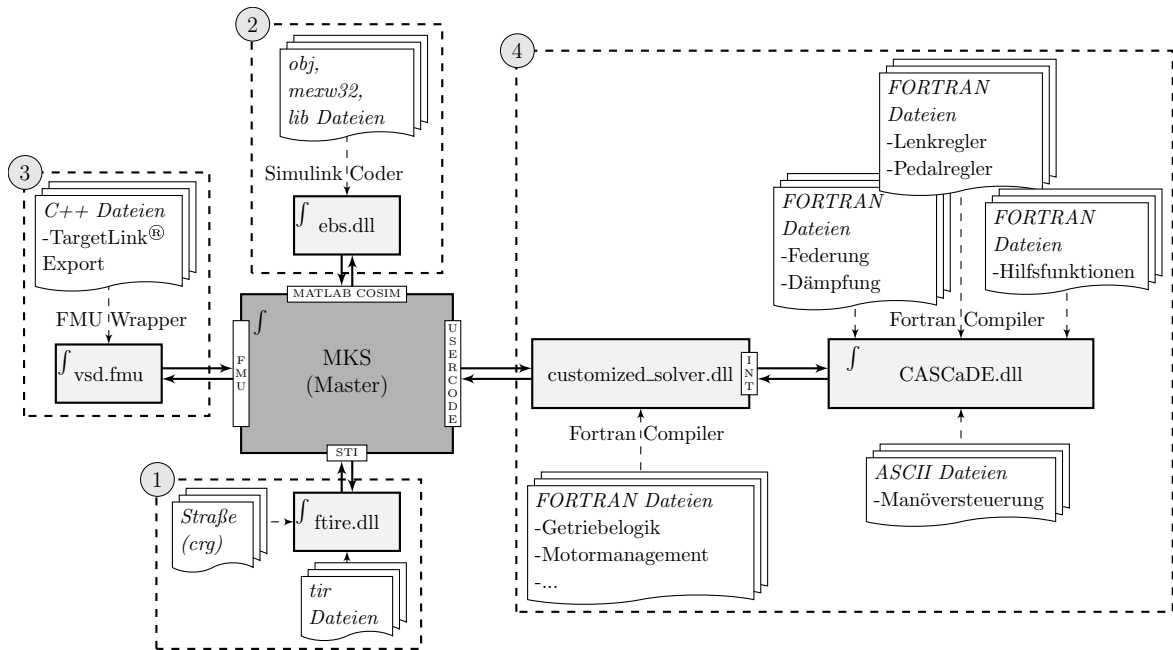 2
obj,
mexw32,
lib Dateien
Simulink Coder
∫
ebs.dll
3
C++ Dateien
-TargetLink®
Export
FMU Wrapper
∫
vsd.fmu
MATLAB COSIM
FMU
∫
MKS
(Master)
USERCODE
STI
1
Straße
(crg)
∫
ftire.dll
tir
Dateien
4
FORTRAN
Dateien
-Lenkregler
-Pedalregler
FORTRAN
Dateien
-Federung
-Dämpfung
FORTRAN
Dateien
-Hilfsfunktionen
Fortran Compiler
customized_solver.dll
INT
∫
CASCaDE.dll
Fortran Compiler
FORTRAN Dateien
-Getriebelogik
-Motormanagement
-...
ASCII Dateien
-Manöversteuerung